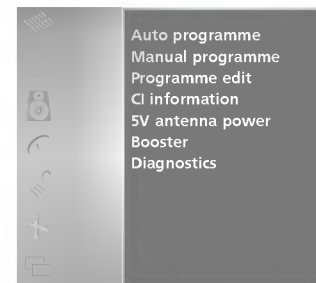 Auto programme
Manual programme
Programme edit
CI information
5V antenna power
Booster
Diagnostics